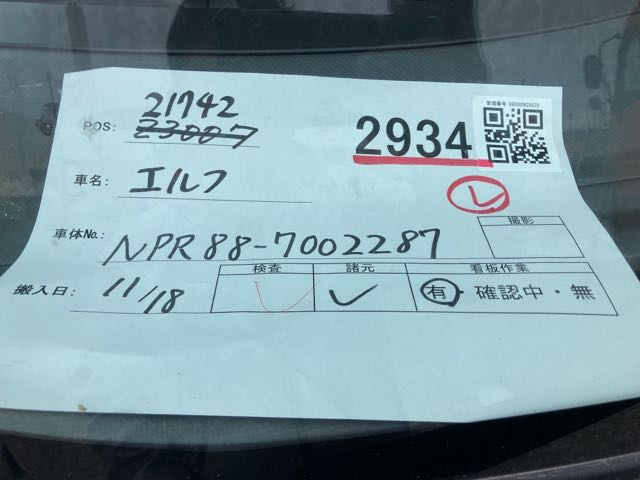 21742
POS: 23007
2934
車名: エルフ
車体No.: NPR88-7002287
撮影
搬入日: 11/18
検査 諸元 看板作業
有・確認中・無